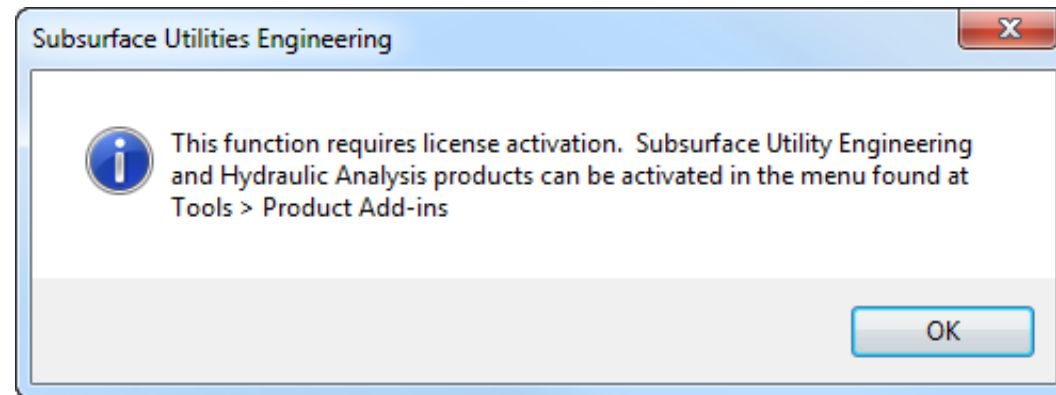 Subsurface Utilities Engineering
This function requires license activation.  Subsurface Utility Engineering
and Hydraulic Analysis products can be activated in the menu found at
Tools > Product Add-ins
OK